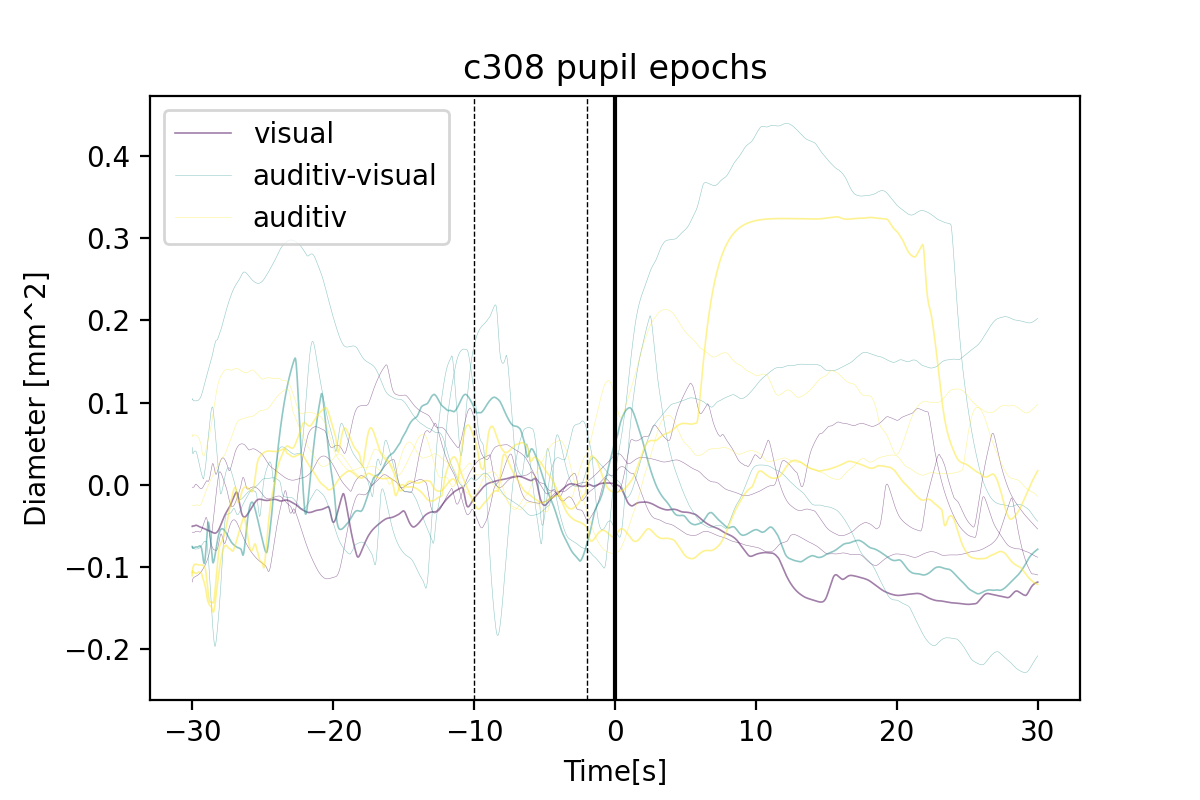 c308 pupil epochs
visual
auditiv-visual
auditiv
Diameter [mm^2]
0.4
0.3
0.2
0.1
0.0
−0.1
−0.2
−30
−20
−10
0
10
20
30
Time[s]